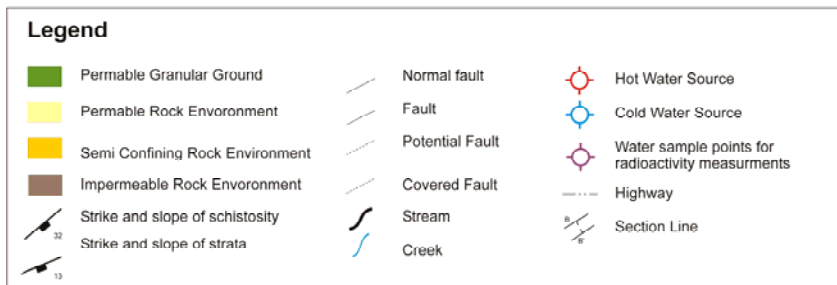 Legend
Permable Granular Ground
Permable Rock Envoronment
Semi Confining Rock Environment
Impermeable Rock Envoronment
Strike and slope of schistosity
32
Strike and slope of strata
13
Normal fault
Fault
Potential Fault
Covered Fault
Stream
Creek
Hot Water Source
Cold Water Source
Water sample points for
radioactivity measurments
Highway
Section Line
B
B'